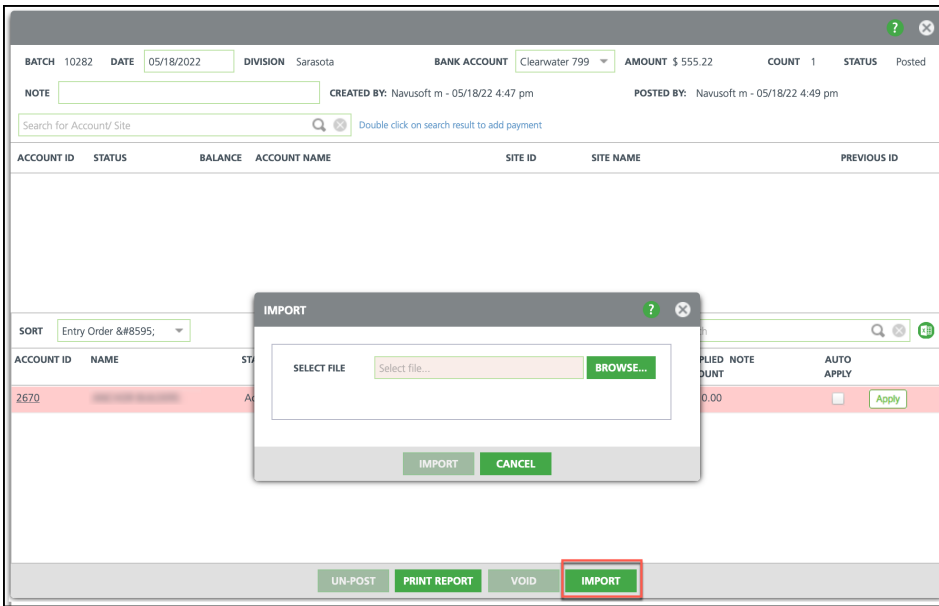 ?
BATCH 10282 DATE 05/18/2022 DIVISION Sarasota BANK ACCOUNT Clearwater 799 AMOUNT $ 555.22 COUNT 1 STATUS Posted
NOTE CREATED BY: Navusoft m - 05/18/22 4:47 pm POSTED BY: Navusoft m - 05/18/22 4:49 pm
Search for Account/ Site Double click on search result to add payment
ACCOUNT ID STATUS BALANCE ACCOUNT NAME SITE ID SITE NAME PREVIOUS ID
IMPORT ?
SORT Entry Order &#8595;
ACCOUNT ID NAME NOTE AUTO
APPLY
SELECT FILE Select file... BROWSE...
2670 0.00 Apply
IMPORT CANCEL
UN-POST PRINT REPORT VOID IMPORT